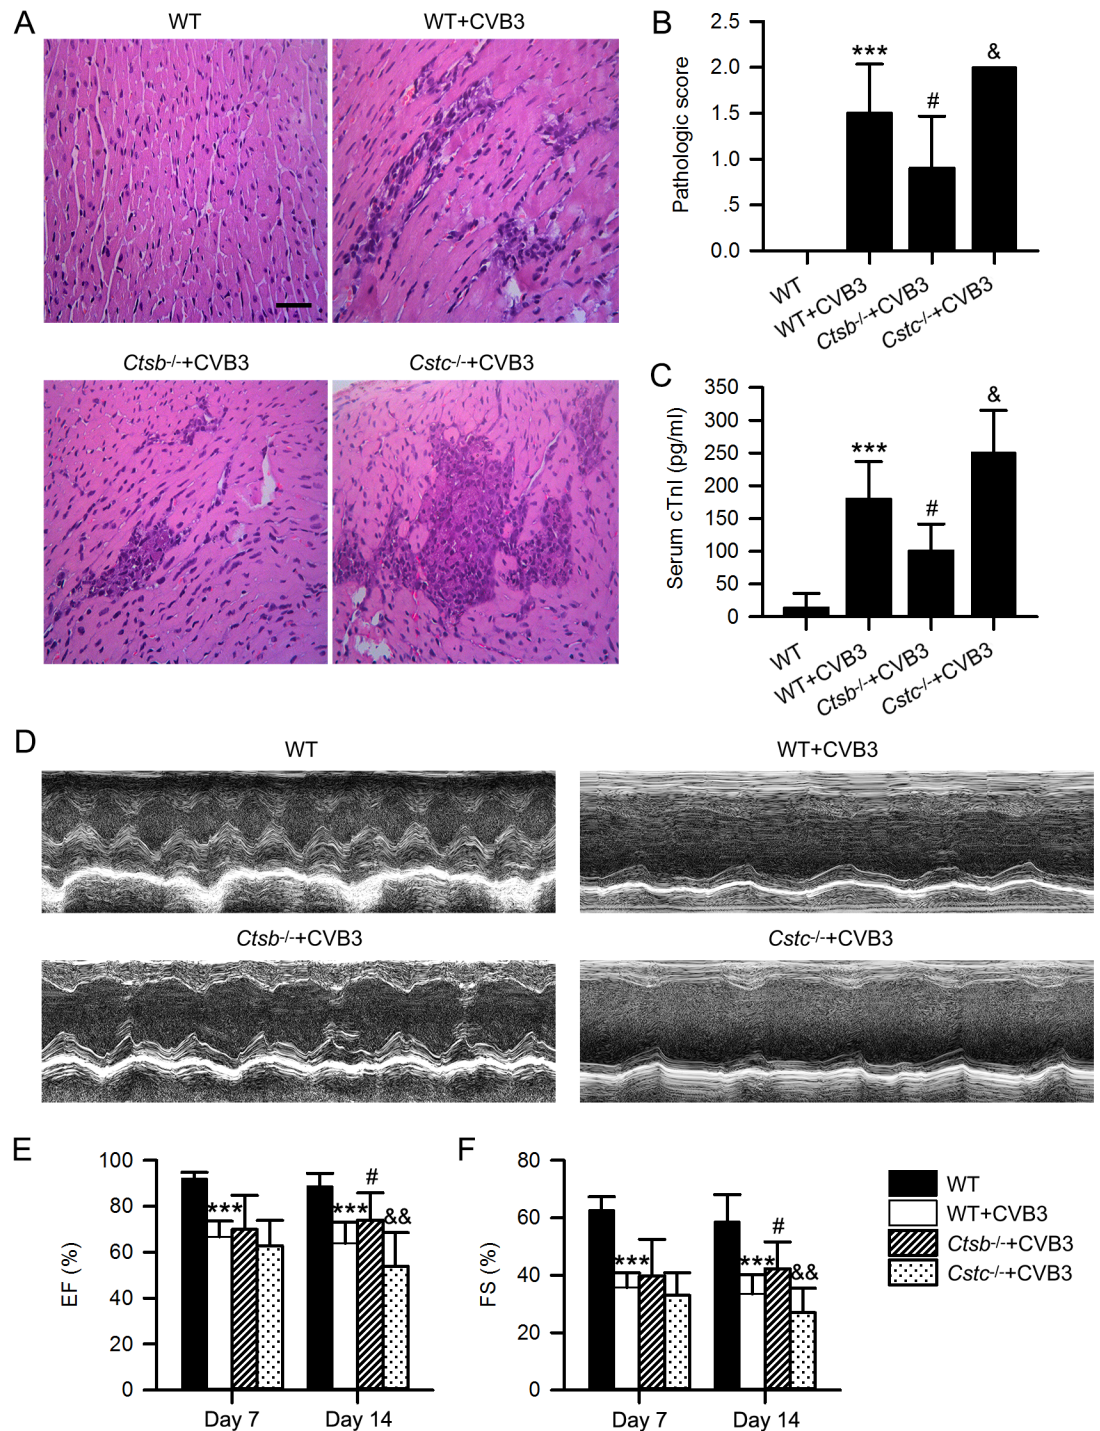 A
WT
WT+CVB3
Ctsb-/-+CVB3
Cstc-/-+CVB3
B
Pathologic score
2.5
2.0
1.5
1.0
.5
0.0
***
#
&
WT
WT+CVB3
Ctsb-/-+CVB3
Cstc-/-+CVB3
C
Serum cTnI (pg/ml)
350
300
250
200
150
100
50
0
***
#
&
WT
WT+CVB3
Ctsb-/-+CVB3
Cstc-/-+CVB3
D
WT
WT+CVB3
Ctsb-/-+CVB3
Cstc-/-+CVB3
E
EF (%)
100
80
60
40
20
0
***
***
#
&&
Day 7
Day 14
F
FS (%)
80
60
40
20
0
***
***
#
&&
Day 7
Day 14
WT
WT+CVB3
Ctsb-/-+CVB3
Cstc-/-+CVB3